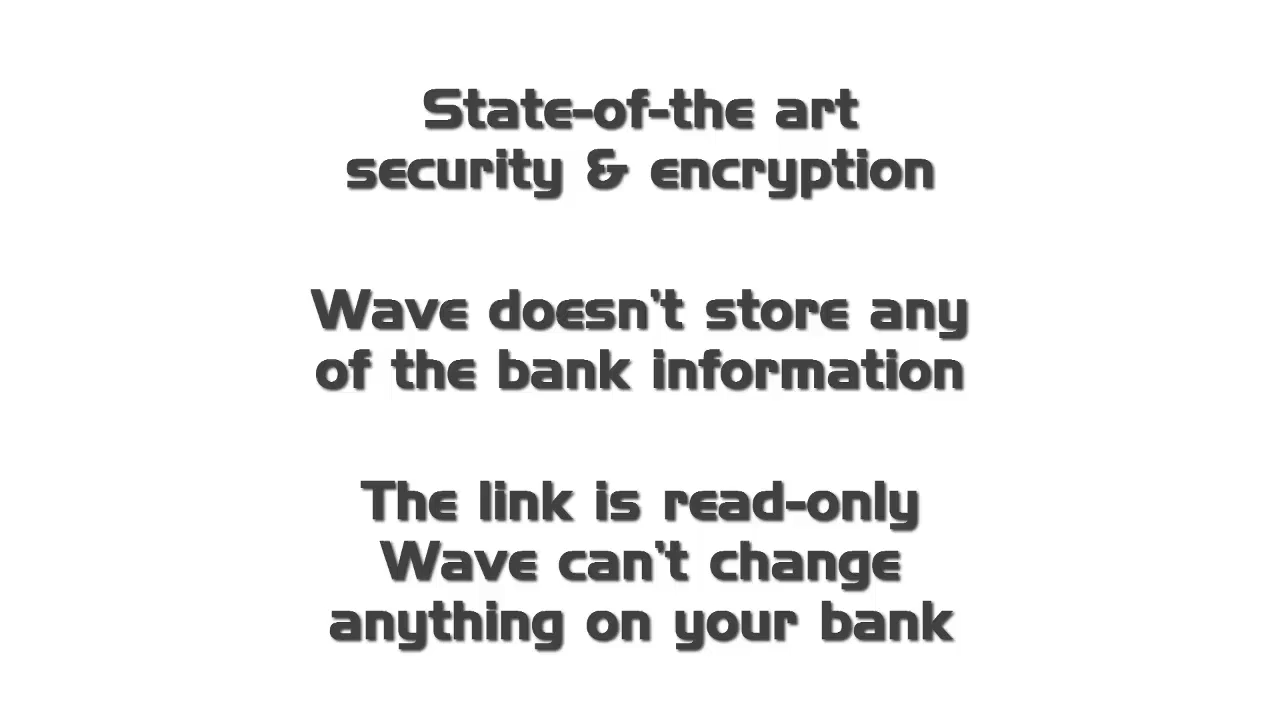 State-of-the art
security & encryption
Wave doesn't store any
of the bank information
The link is read-only
Wave can't change
anything on your bank